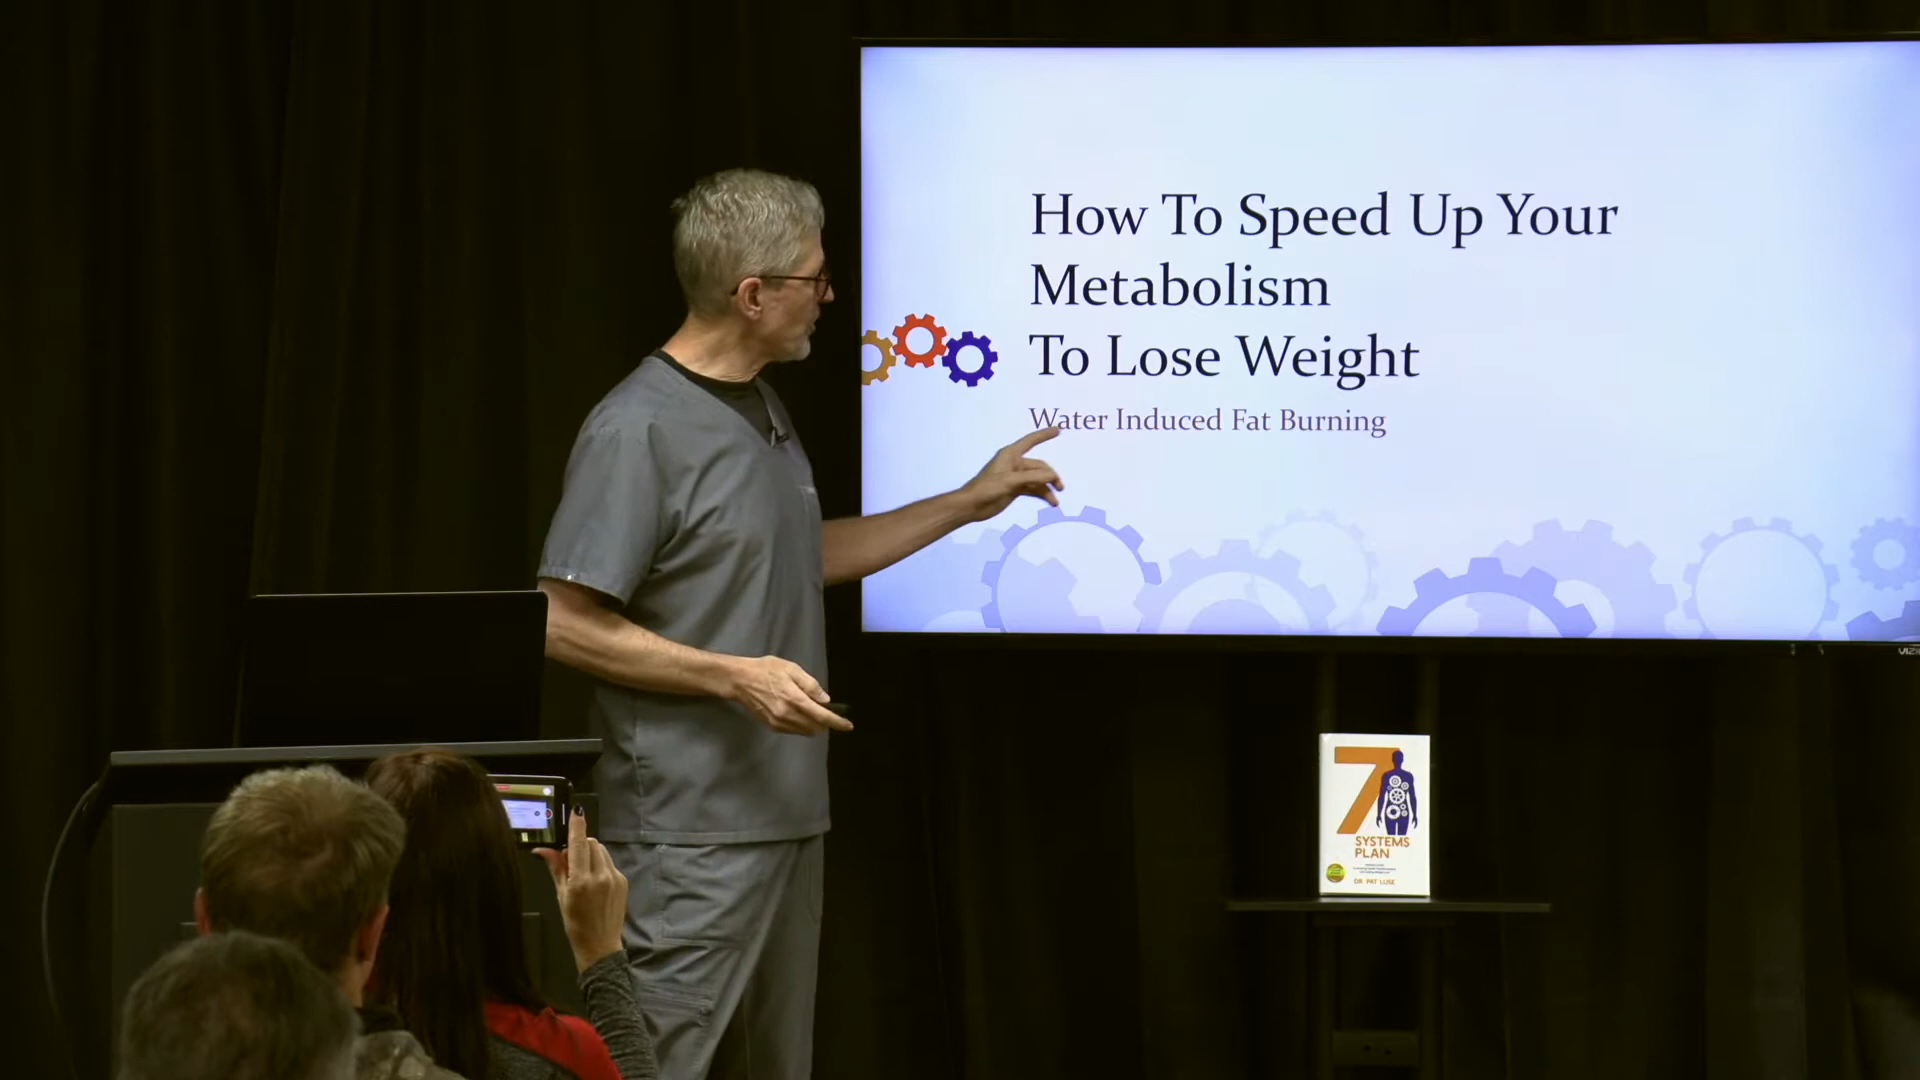 How To Speed Up Your
Metabolism
To Lose Weight
Water Induced Fat Burning
7
SYSTEMS
PLAN
DR. PAT LUSE